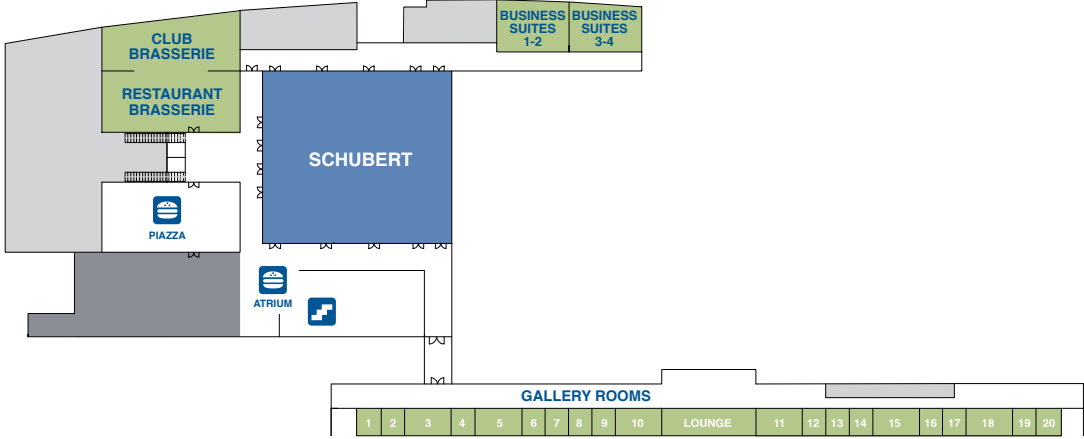 CLUB
BRASSERIE
RESTAURANT
BRASSERIE
BUSINESS
SUITES
1-2
BUSINESS
SUITES
3-4
SCHUBERT
PIAZZA
ATRIUM
GALLERY ROOMS
1 2 3 4 5 6 7 8 9 10 LOUNGE 11 12 13 14 15 16 17 18 19 20